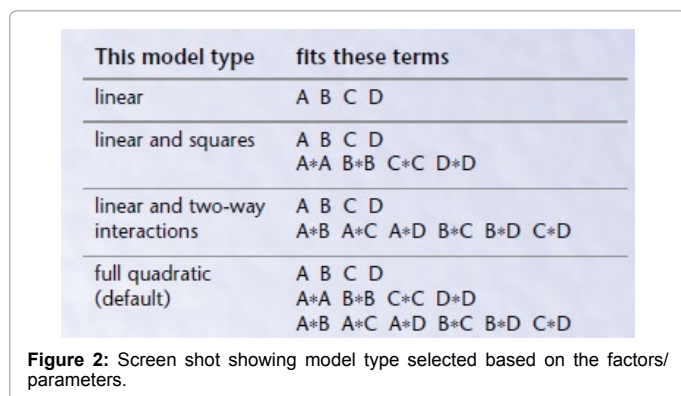 This model type fits these terms
linear A B C D
linear and squares A B C D
A*A B*B C*C D*D
linear and two-way A B C D
interactions A*B A*C A*D B*C B*D C*D
full quadratic A B C D
(default) A*A B*B C*C D*D
A*B A*C A*D B*C B*D C*D
Figure 2: Screen shot showing model type selected based on the factors/
parameters.